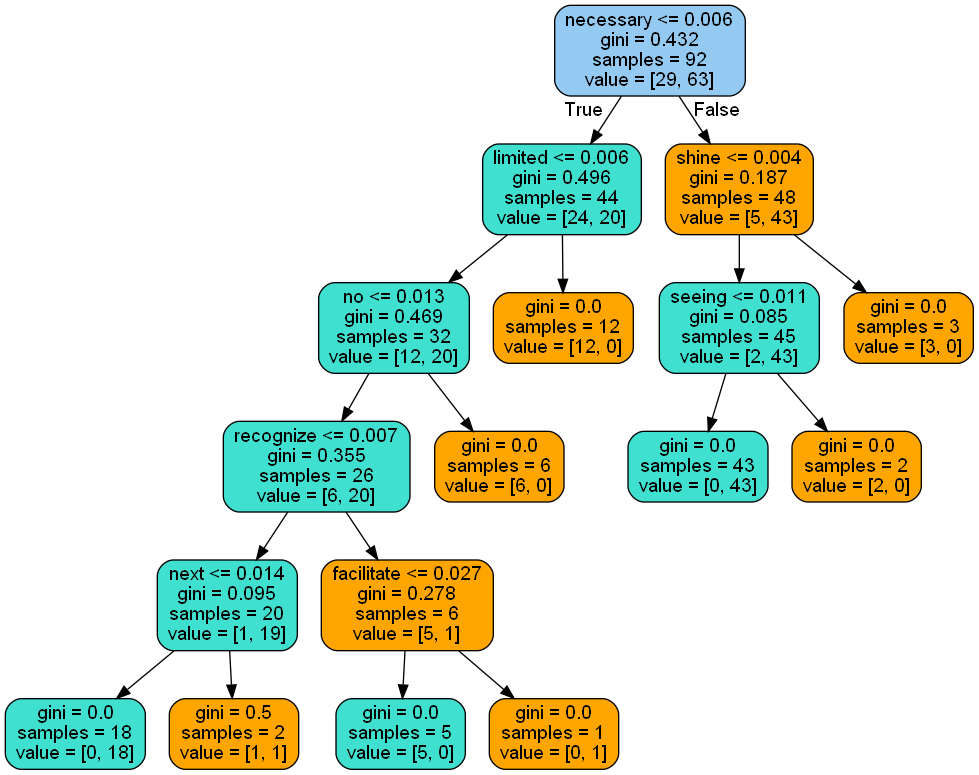 necessary <= 0.006
gini = 0.432
samples = 92
value = [29, 63]
True
False
limited <= 0.006
gini = 0.496
samples = 44
value = [24, 20]
shine <= 0.004
gini = 0.187
samples = 48
value = [5, 43]
no <= 0.013
gini = 0.469
samples = 32
value = [12, 20]
gini = 0.0
samples = 12
value = [12, 0]
seeing <= 0.011
gini = 0.085
samples = 45
value = [2, 43]
gini = 0.0
samples = 3
value = [3, 0]
recognize <= 0.007
gini = 0.355
samples = 26
value = [6, 20]
gini = 0.0
samples = 6
value = [6, 0]
gini = 0.0
samples = 43
value = [0, 43]
gini = 0.0
samples = 2
value = [2, 0]
next <= 0.014
gini = 0.095
samples = 20
value = [1, 19]
facilitate <= 0.027
gini = 0.278
samples = 6
value = [5, 1]
gini = 0.0
samples = 18
value = [0, 18]
gini = 0.5
samples = 2
value = [1, 1]
gini = 0.0
samples = 5
value = [5, 0]
gini = 0.0
samples = 1
value = [0, 1]